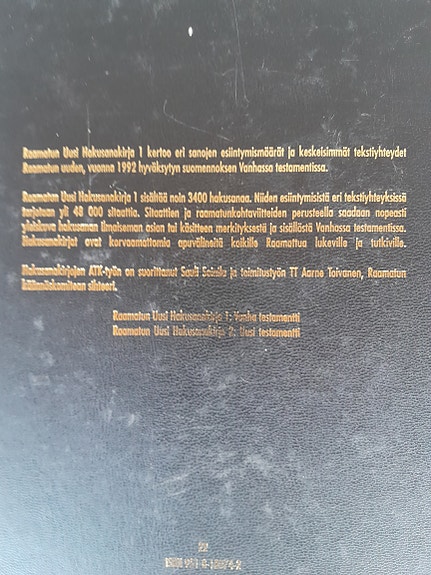 Raamatun Uusi Hakusanakirja 1 kertoo eri sanojen esiintymismäärät ja keskeisimmät tekstiyhteydet
Raamatun uuden, vuonna 1992 hyväksytyn suomennoksen Vanhassa testamentissa.
Raamatun Uusi Hakusanakirja 1 sisältää noin 3400 hakusanaa. Niiden esiintymisistä eri tekstiyhteyksissä
tarjotaan yli 48 000 sitaattia. Sitaattien ja raamatunkohtaviitteiden perusteella saadaan nopeasti
yleiskuva hakusanan ilmaiseman asian tai käsitteen merkityksestä ja sisällöstä Vanhassa testamentissa.
Hakusanakirjat ovat korvaamattomia apuvälineitä kaikille Raamattua lukeville ja tutkiville.
Hakusanakirjojen ATK-työn on suorittanut Sauli and toimitustyön TT Aarne Toivanen, Raamatun
käännöskomitean sihteeri.
Raamatun Uusi Hakusanakirja 1: Vanha testamentti
Raamatun Uusi Hakusanakirja 2: Uusi testamentti
22
ISBN